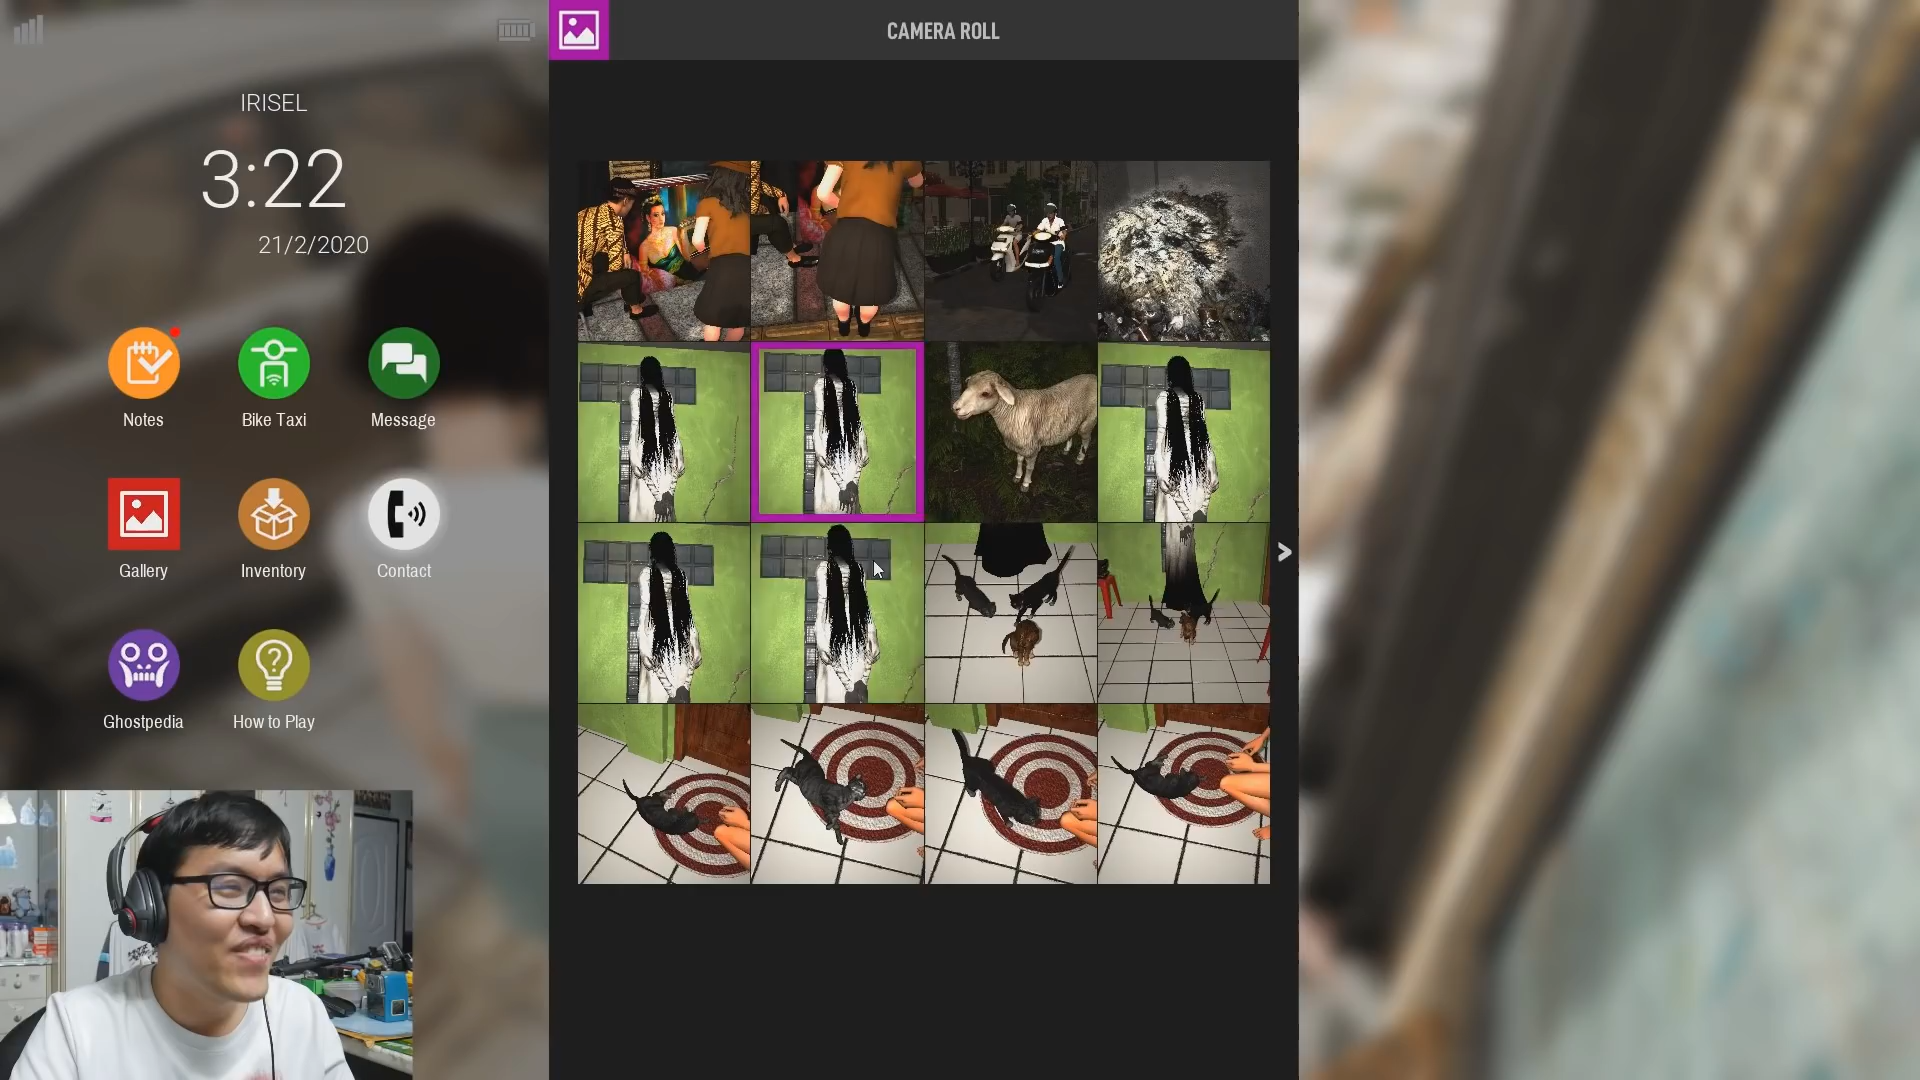 CAMERA ROLL
IRISEL
3:22
21/2/2020
Notes
Bike Taxi
Message
Gallery
Inventory
Contact
Ghostpedia
How to Play